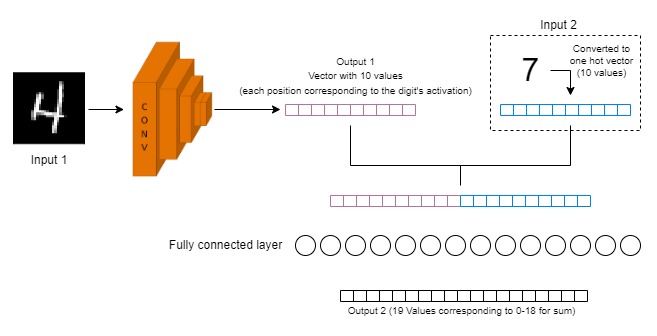 Input 2
Output 1
Vector with 10 values
(each position corresponding to the digit's activation)
7
Converted to
one hot vector
(10 values)
4
C
O
N
V
Input 1
Fully connected layer
Output 2 (19 Values corresponding to 0-18 for sum)